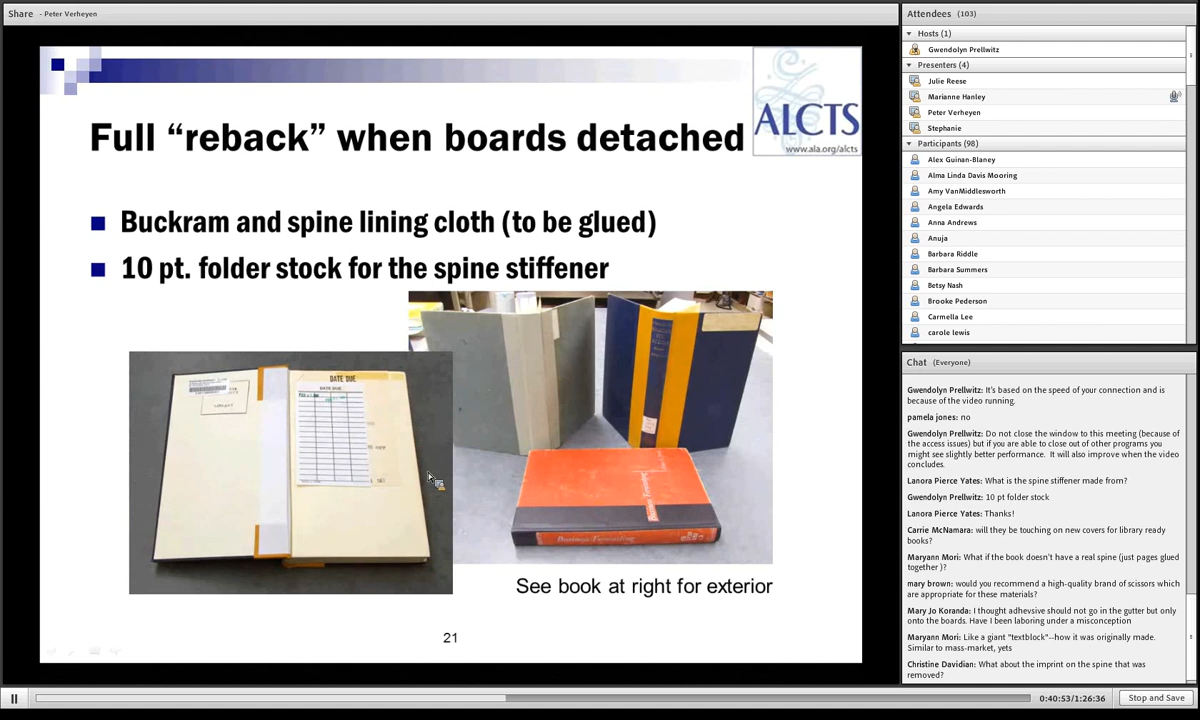 Share - Peter Verheyen
ALCTS
www.ala.org/alcts
Full “reback” when boards detached
Buckram and spine lining cloth (to be glued)
10 pt. folder stock for the spine stiffener
DATE DUE
DATE DUE
See book at right for exterior
21
0:40:53/1:26:36
Stop and Save
Attendees (103)
Hosts (1)
Gwendolyn Prellwitz
Presenters (4)
Julie Reese
Marianne Hanley
Peter Verheyen
Stephanie
Participants (98)
Alex Guinan-Blaney
Alma Linda Davis Mooring
Amy VanMiddlesworth
Angela Edwards
Anna Andrews
Anuja
Barbara Riddle
Barbara Summers
Betsy Nash
Brooke Pederson
Carmella Lee
carole lewis
Chat (Everyone)
Gwendolyn Prellwitz: It's based on the speed of your connection and is
because of the video running.
pamela jones: no
Gwendolyn Prellwitz: Do not close the window to this meeting (because of
the access issues) but if you are able to close out of other programs you
might see slightly better performance. It will also improve when the video
concludes.
Lanora Pierce Yates: What is the spine stiffener made from?
Gwendolyn Prellwitz: 10 pt folder stock
Lanora Pierce Yates: Thanks!
Carrie McNamara: will they be touching on new covers for library ready
books?
Maryann Mori: What if the book doesn't have a real spine (just pages glued
together )?
mary brown: would you recommend a high-quality brand of scissors which
are appropriate for these materials?
Mary Jo Koranda: I thought adhevsive should not go in the gutter but only
onto the boards. Have I been laboring under a misconception
Maryann Mori: Like a giant "textblock"--how it was originally made.
Similar to mass-market, yets
Christine Davidian: What about the imprint on the spine that was
removed?